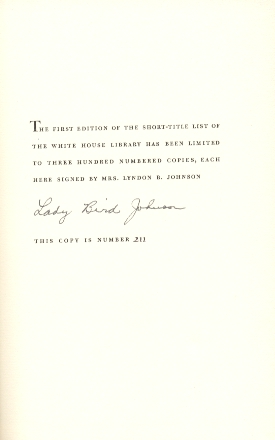 THE FIRST EDITION OF THE SHORT-TITLE LIST OF
THE WHITE HOUSE LIBRARY HAS BEEN LIMITED
TO THREE HUNDRED NUMBERED COPIES, EACH
HERE SIGNED BY MRS. LYNDON B. JOHNSON
Lady Bird Johnson
THIS COPY IS NUMBER 211